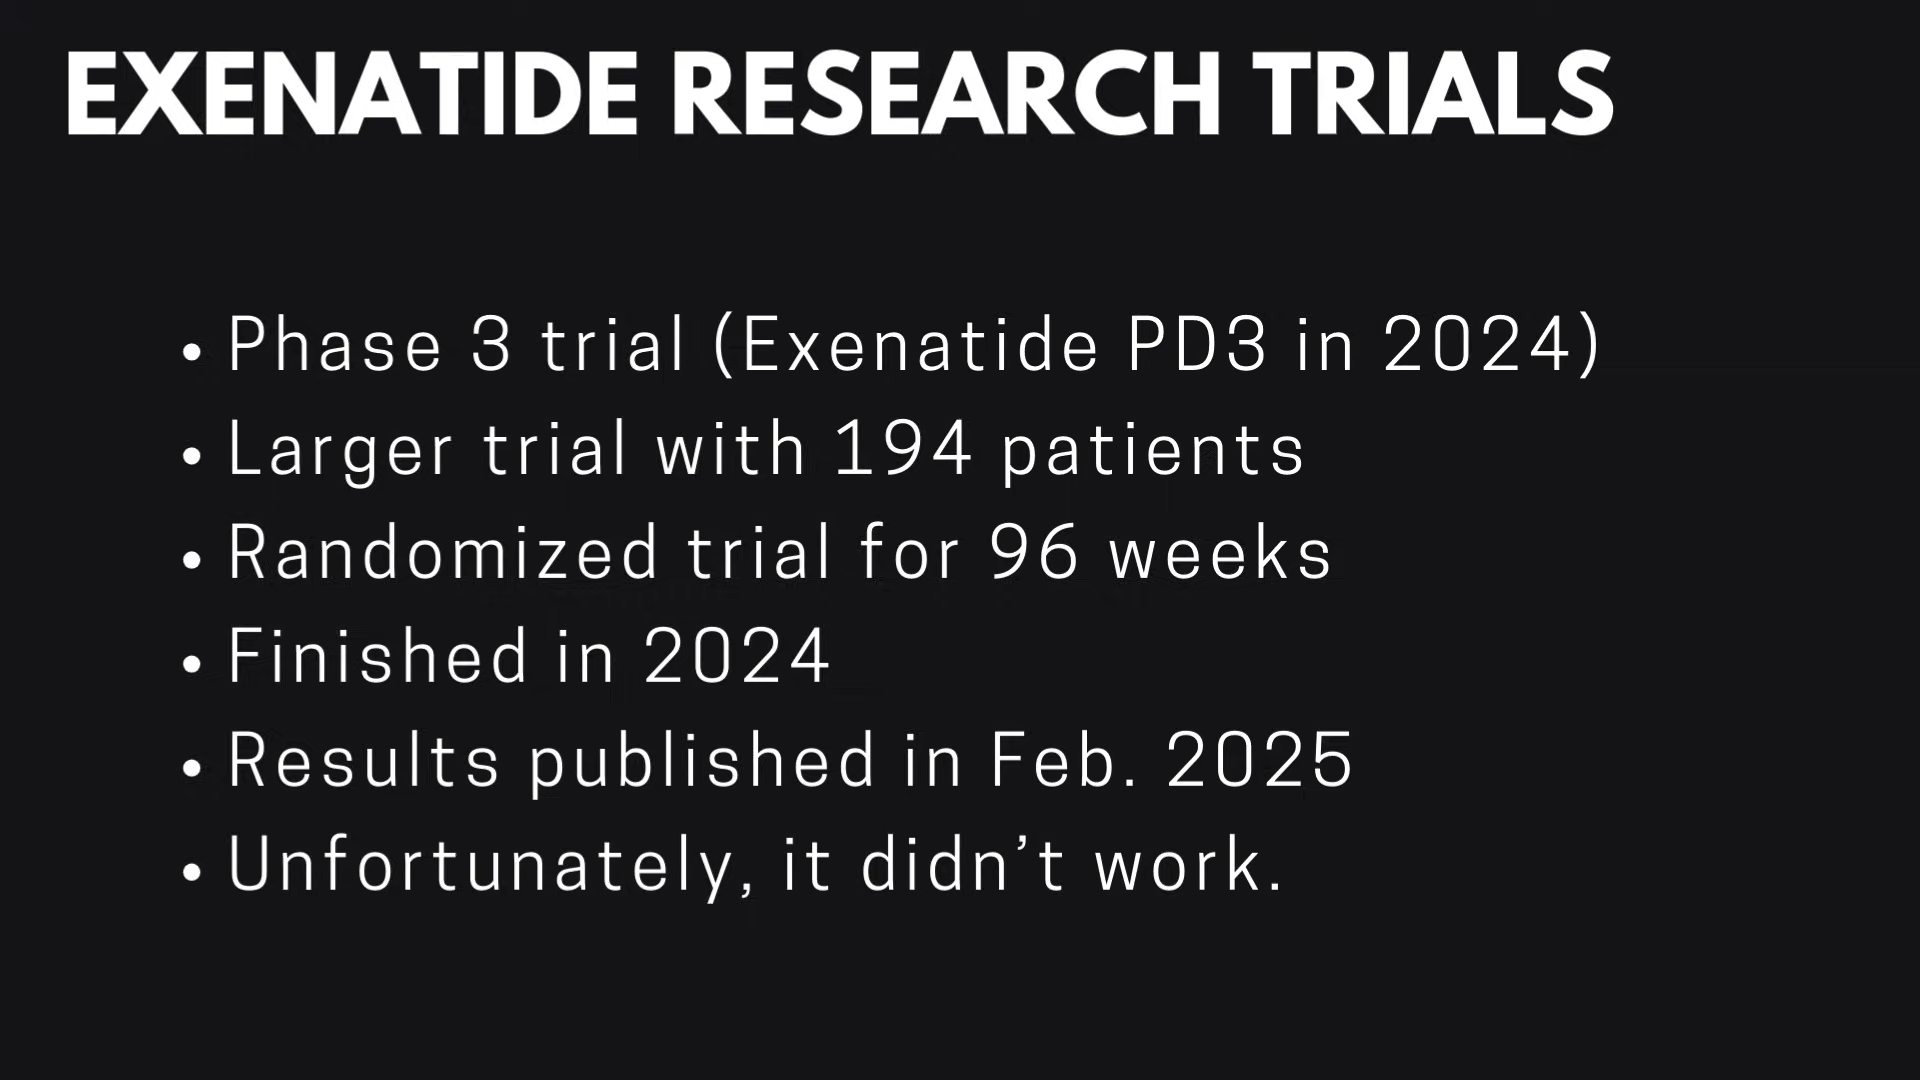 EXENATIDE RESEARCH TRIALS
• Phase 3 trial (Exenatide PD3 in 2024)
• Larger trial with 194 patients
• Randomized trial for 96 weeks
• Finished in 2024
• Results published in Feb. 2025
• Unfortunately, it didn’t work.